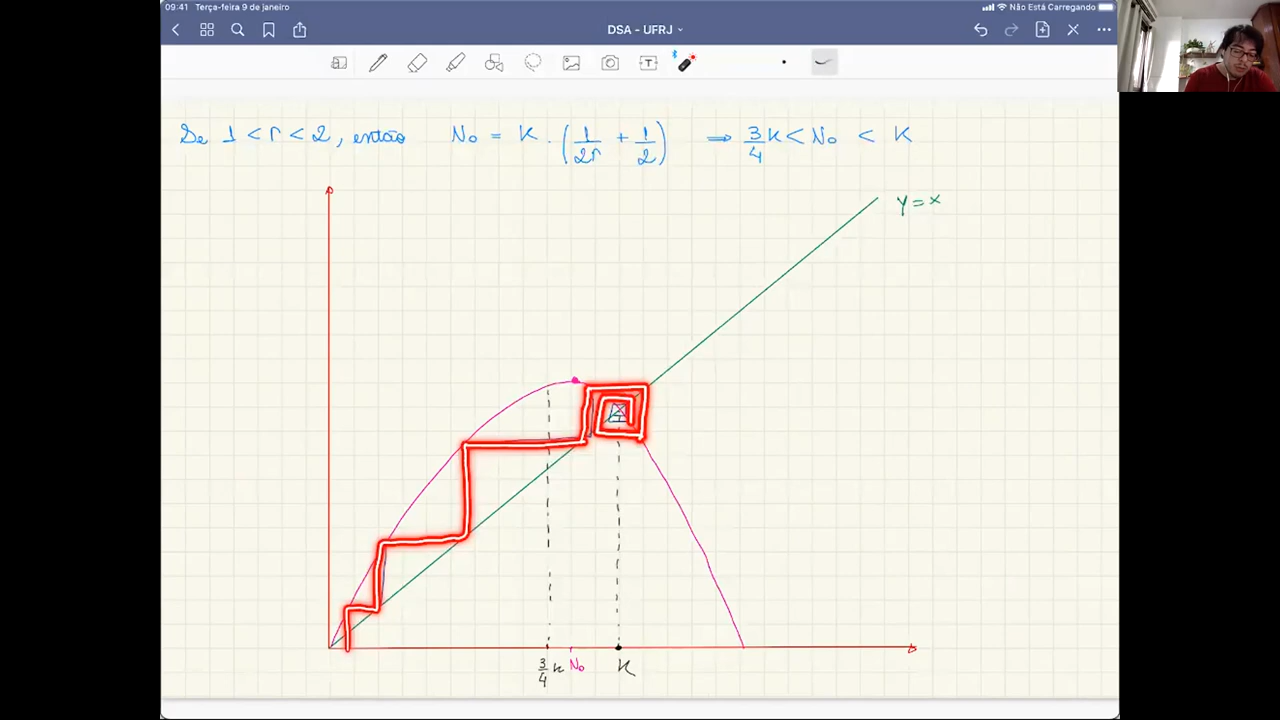 09:41 Terça-feira 9 de janeiro
Não Está Carregando
DSA - UFRJ
T
Se 1 < r < 2, então N₀ = K · (1/2r + 1/2) ⇒ 3/4 K < N₀ < K
y = x
3/4 K N₀ K